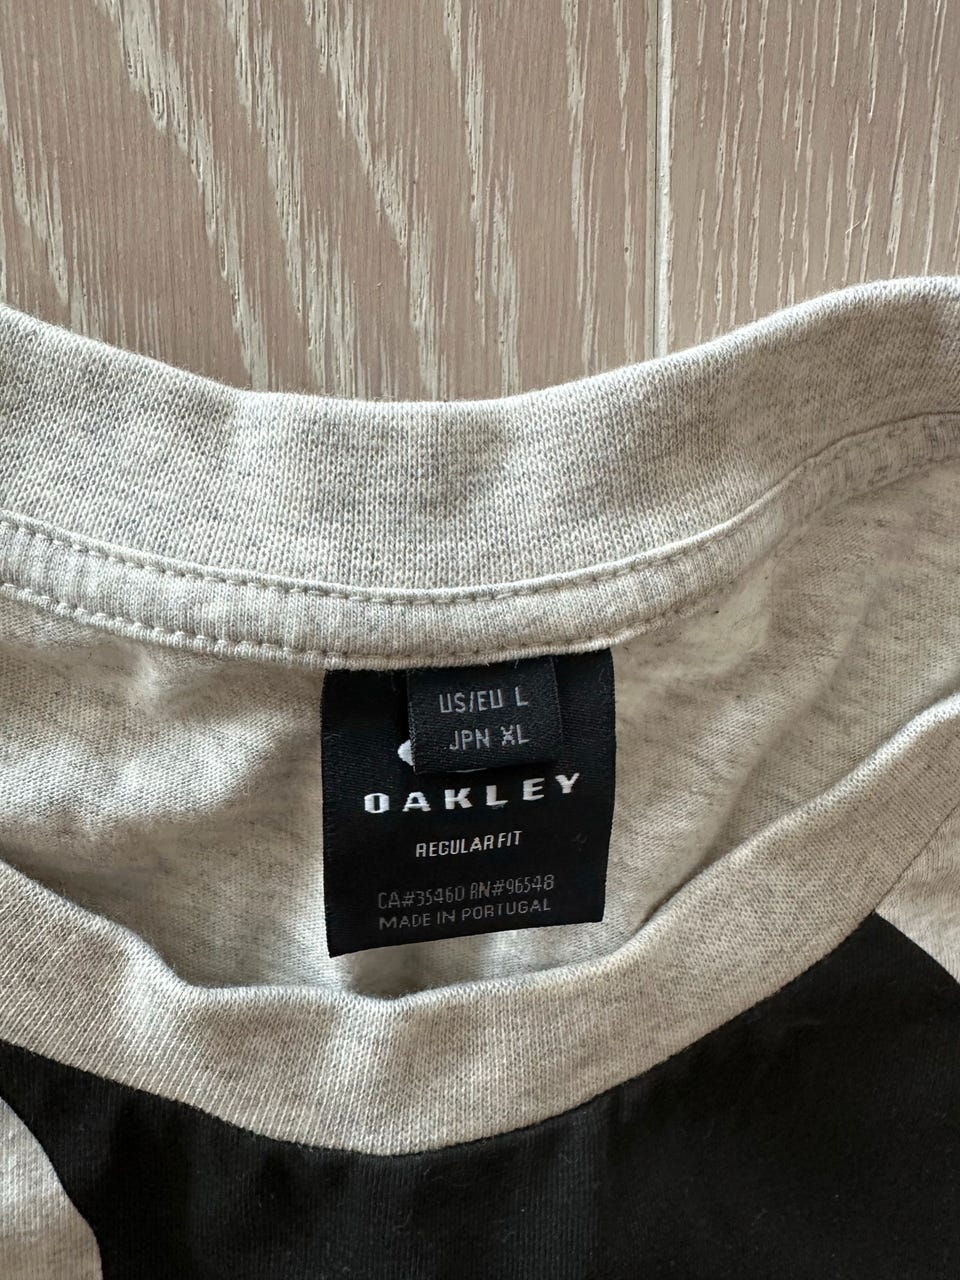 US/EU L
JPN XL
OAKLEY
REGULAR FIT
CA#35460 RN#96548
MADE IN PORTUGAL